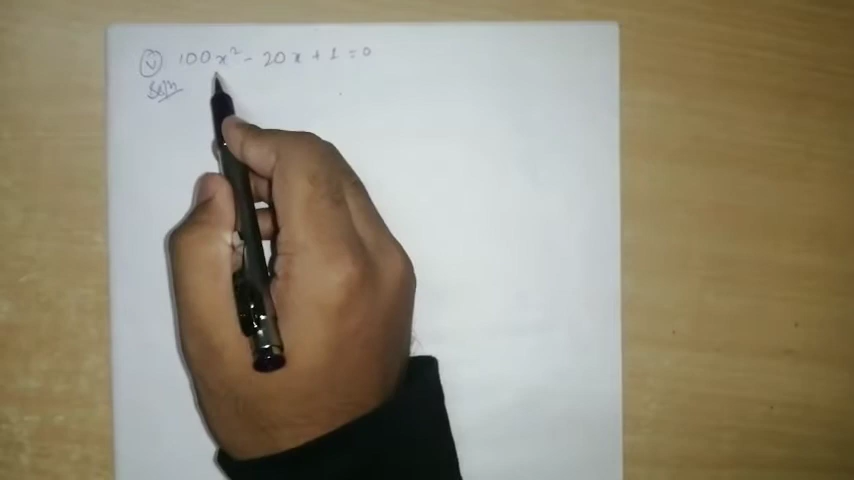 (v) 100x² - 20x + 1 = 0
Soln